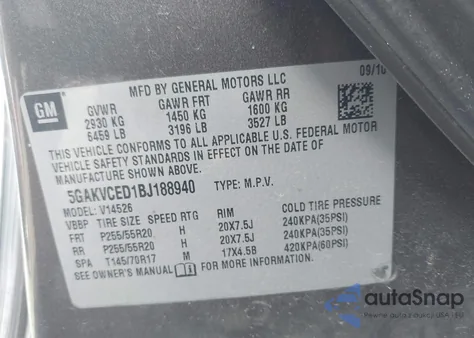 GM
MFD BY GENERAL MOTORS LLC
09/10
GVWR GAWR FRT GAWR RR
2930 KG 1450 KG 1600 KG
6459 LB 3196 LB 3527 LB
THIS VEHICLE CONFORMS TO ALL APPLICABLE U.S. FEDERAL MOTOR
VEHICLE SAFETY STANDARDS IN EFFECT ON THE DATE OF
MANUFACTURE SHOWN ABOVE.
5GAKVCED1BJ188940 TYPE: M.P.V.
MODEL: V14526
VBBP TIRE SIZE SPEED RTG RIM COLD TIRE PRESSURE
FRT P255/55R20 H 20X7.5J 240KPA(35PSI)
RR P255/55R20 H 20X7.5J 240KPA(35PSI)
SPA T145/70R17 M 17X4.5B 420KPA(60PSI)
SEE OWNER'S MANUAL FOR MORE INFORMATION
autoSnap